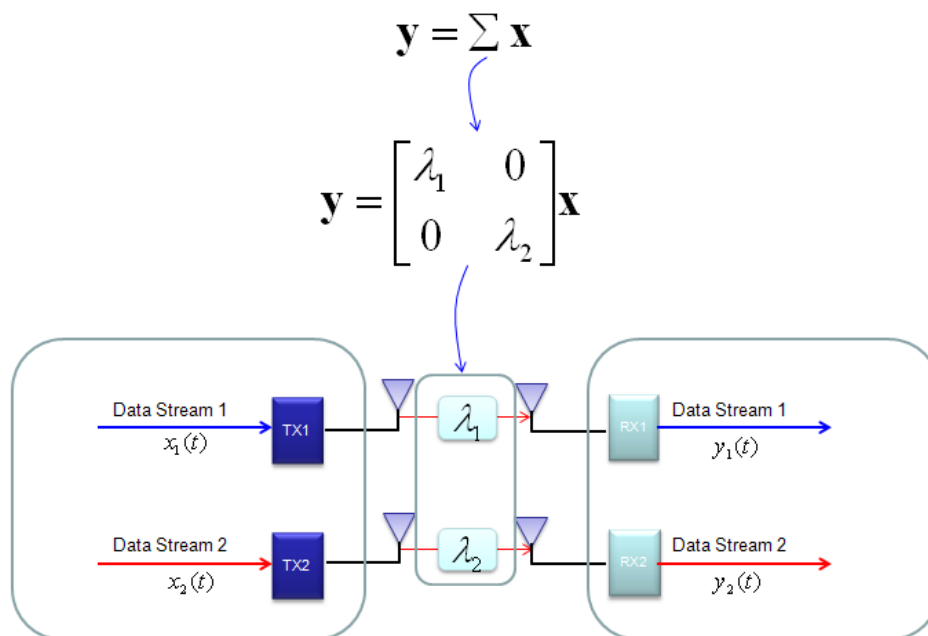 y = ∑ x
y = [λ₁ 0
0 λ₂] x
Data Stream 1
x₁(t)
TX1
λ₁
RX1
Data Stream 1
y₁(t)
Data Stream 2
x₂(t)
TX2
λ₂
RX2
Data Stream 2
y₂(t)